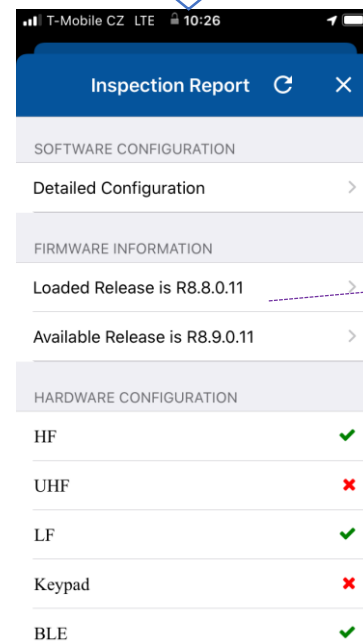 T-Mobile CZ LTE 10:26
Inspection Report
SOFTWARE CONFIGURATION
Detailed Configuration
FIRMWARE INFORMATION
Loaded Release is R8.8.0.11
Available Release is R8.9.0.11
HARDWARE CONFIGURATION
HF
UHF
LF
Keypad
BLE